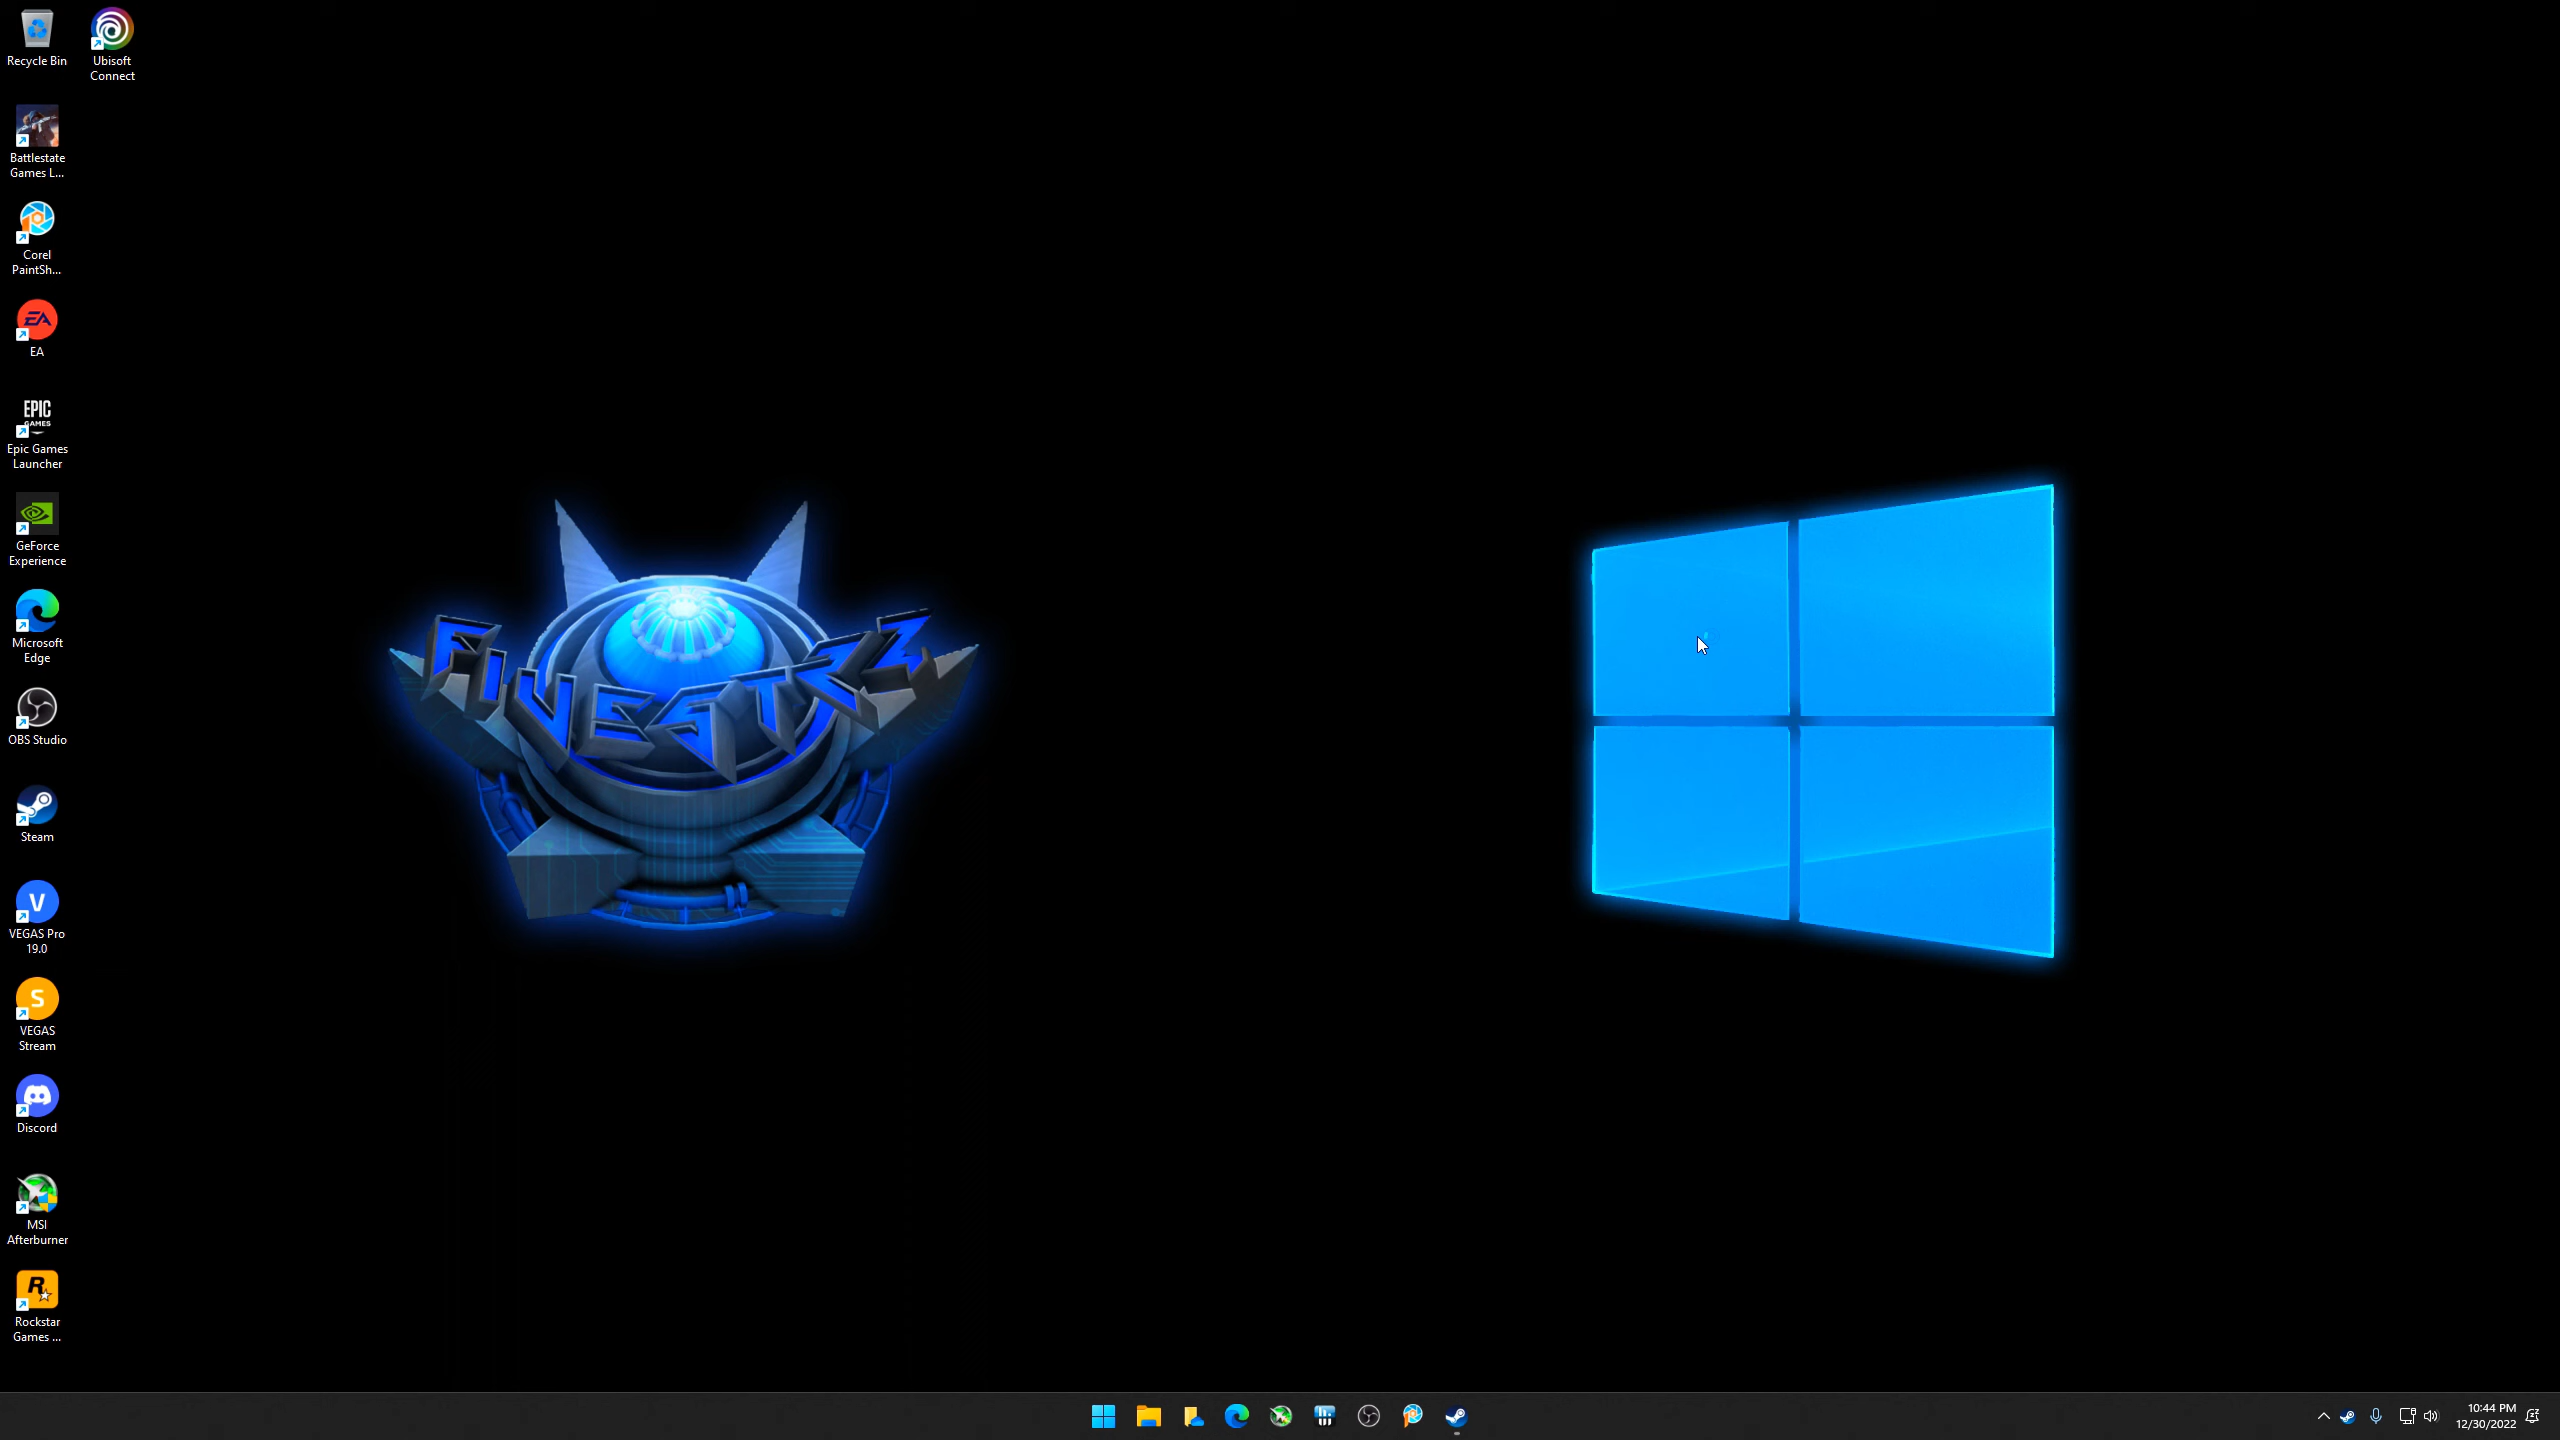 Recycle Bin
Ubisoft
Connect
Battlestate
Games L...
Corel
PaintSh...
EA
EA
EPIC
GAMES
Epic Games
Launcher
GeForce
Experience
Microsoft
Edge
OBS Studio
Steam
V
VEGAS Pro
19.0
S
VEGAS
Stream
Discord
MSI
Afterburner
R
Rockstar
Games ...
FIVESTRZ
10:44 PM
12/30/2022